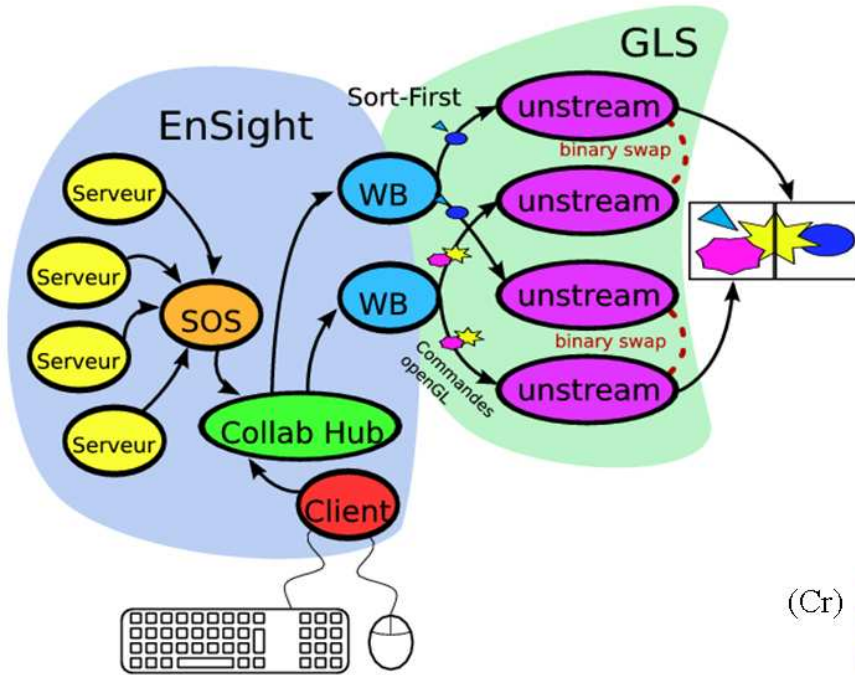 GLS
EnSight
Sort-First
unstream
binary swap
unstream
unstream
binary swap
unstream
WB
WB
Commandes
openGL
Serveur
Serveur
Serveur
Serveur
SOS
Collab Hub
Client
(Cr)